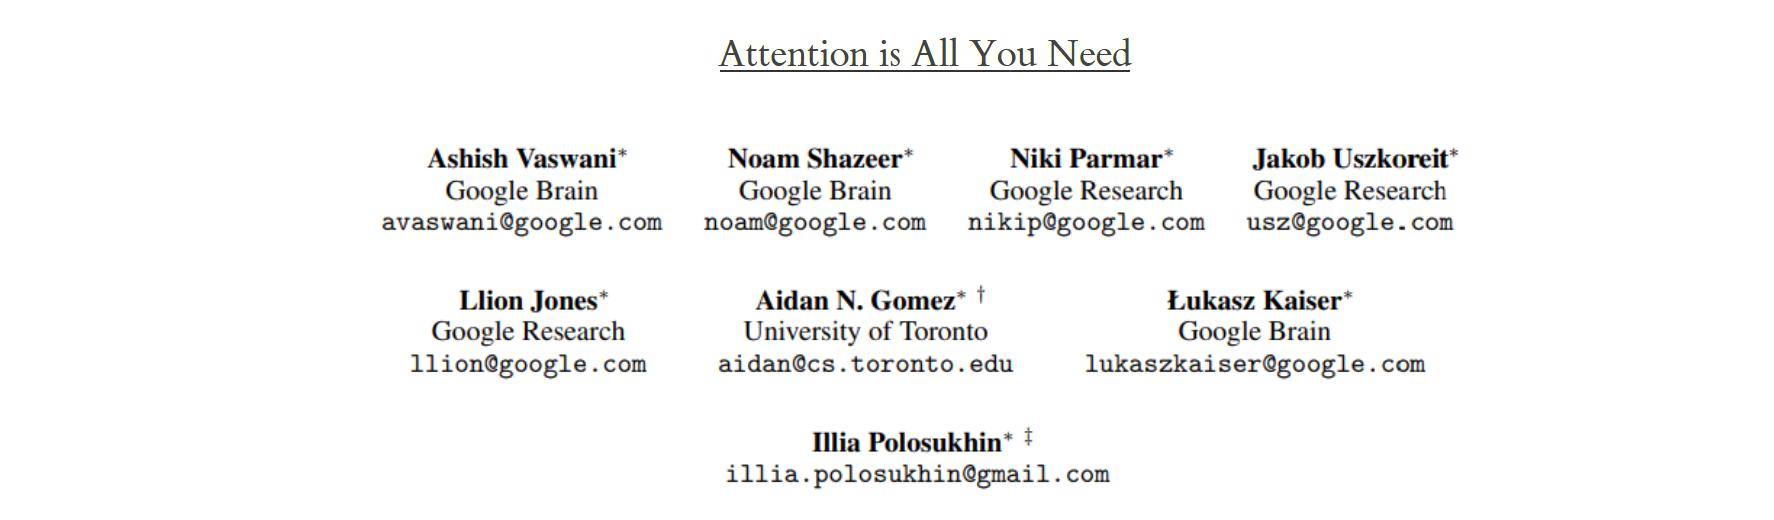 Attention is All You Need
Ashish Vaswani* Noam Shazeer* Niki Parmar* Jakob Uszkoreit*
Google Brain Google Brain Google Research Google Research
avaswani@google.com noam@google.com nikip@google.com usz@google.com
Llion Jones* Aidan N. Gomez* † Łukasz Kaiser*
Google Research University of Toronto Google Brain
llion@google.com aidan@cs.toronto.edu lukaszkaiser@google.com
Illia Polosukhin* ‡
illia.polosukhin@gmail.com